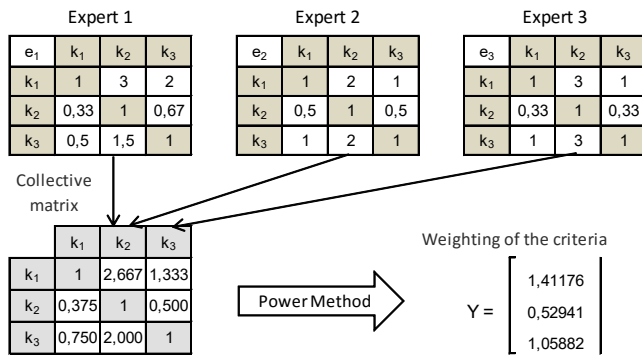 Expert 1
Expert 2
Expert 3
e1 k1 k2 k3
k1 1 3 2
k2 0,33 1 0,67
k3 0,5 1,5 1
e2 k1 k2 k3
k1 1 2 1
k2 0,5 1 0,5
k3 1 2 1
e3 k1 k2 k3
k1 1 3 1
k2 0,33 1 0,33
k3 1 3 1
Collective
matrix
k1 k2 k3
k1 1 2,667 1,333
k2 0,375 1 0,500
k3 0,750 2,000 1
Power Method
Weighting of the criteria
Y =
1,41176
0,52941
1,05882